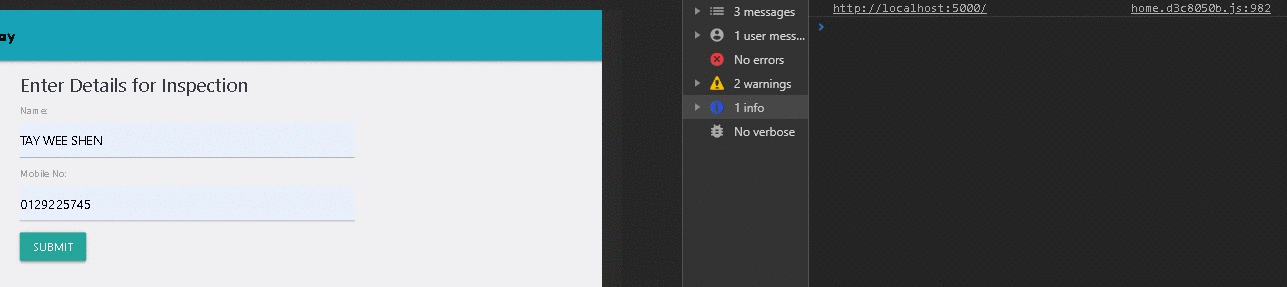 ay
Enter Details for Inspection
Name:
TAY WEE SHEN
Mobile No:
0129225745
SUBMIT
3 messages
1 user mess...
No errors
2 warnings
1 info
No verbose
http://localhost:5000/ home.d3c8050b.js:982